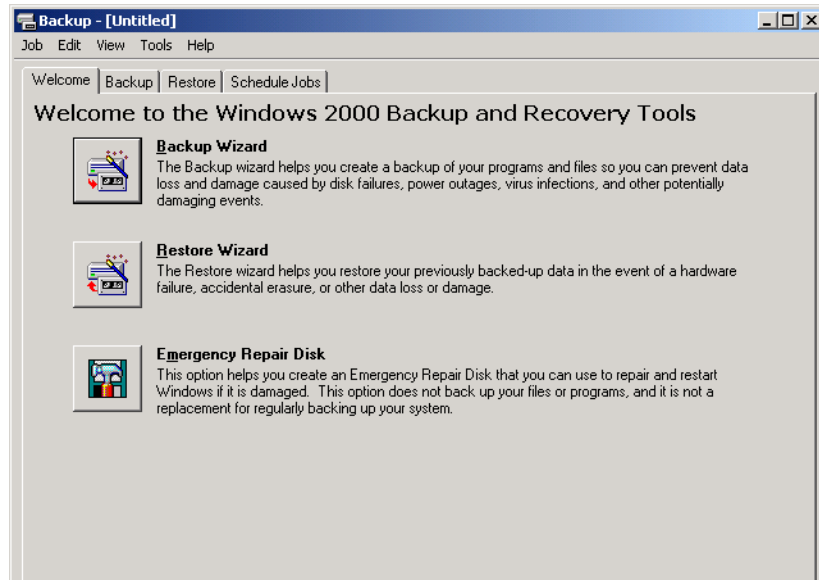 Backup - [Untitled]
Job Edit View Tools Help
Welcome Backup Restore Schedule Jobs
Welcome to the Windows 2000 Backup and Recovery Tools
Backup Wizard
The Backup wizard helps you create a backup of your programs and files so you can prevent data
loss and damage caused by disk failures, power outages, virus infections, and other potentially
damaging events.
Restore Wizard
The Restore wizard helps you restore your previously backed-up data in the event of a hardware
failure, accidental erasure, or other data loss or damage.
Emergency Repair Disk
This option helps you create an Emergency Repair Disk that you can use to repair and restart
Windows if it is damaged. This option does not back up your files or programs, and it is not a
replacement for regularly backing up your system.